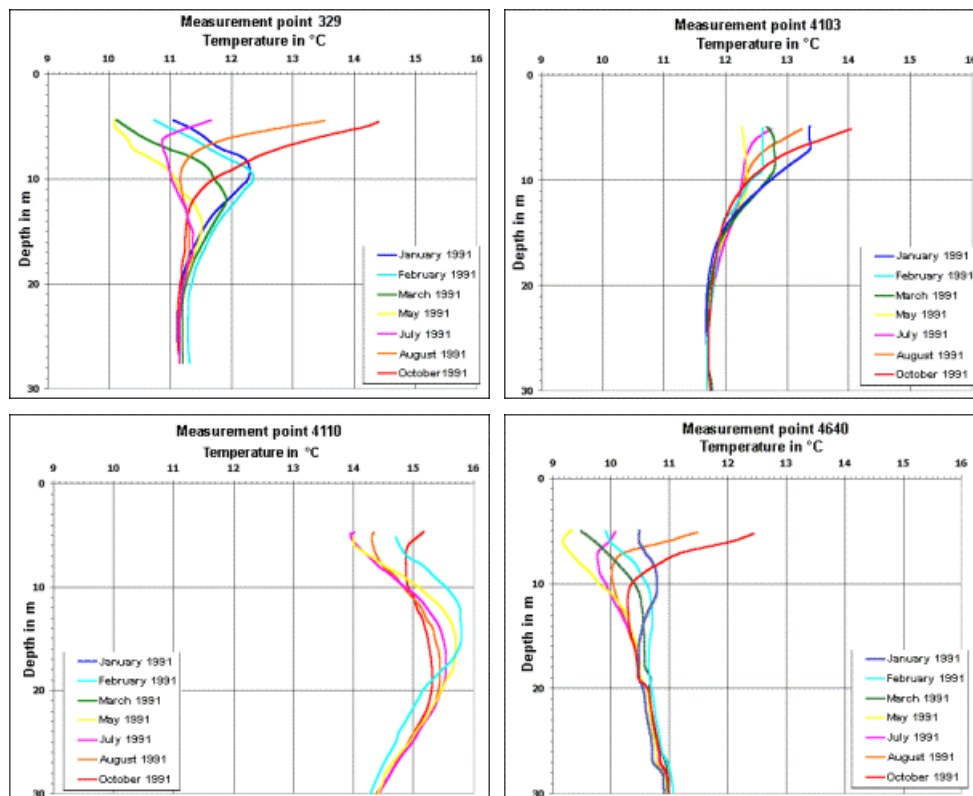 Measurement point 329
Temperature in °C
9 10 11 12 13 14 15 16
0
10
20
30
Depth in m
January 1991
February 1991
March 1991
May 1991
July 1991
August 1991
October 1991
Measurement point 4103
Temperature in °C
9 10 11 12 13 14 15 16
0
10
20
30
Depth in m
January 1991
February 1991
March 1991
May 1991
July 1991
August 1991
October 1991
Measurement point 4110
Temperature in °C
9 10 11 12 13 14 15 16
0
10
20
30
Depth in m
January 1991
February 1991
March 1991
May 1991
July 1991
August 1991
October 1991
Measurement point 4640
Temperature in °C
9 10 11 12 13 14 15 16
0
10
20
30
Depth in m
January 1991
February 1991
March 1991
May 1991
July 1991
August 1991
October 1991